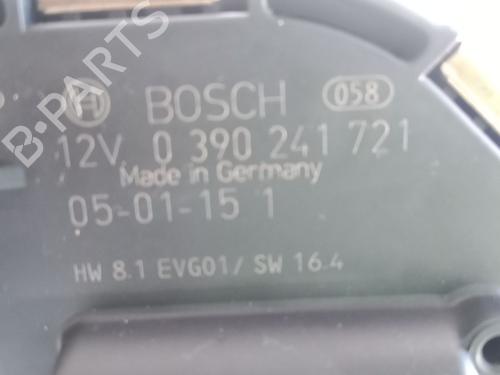 B-PARTS
BOSCH 058
12V 0 390 241 721
Made in Germany
05-01-15 1
HW 8.1 EVG01/ SW 16.4